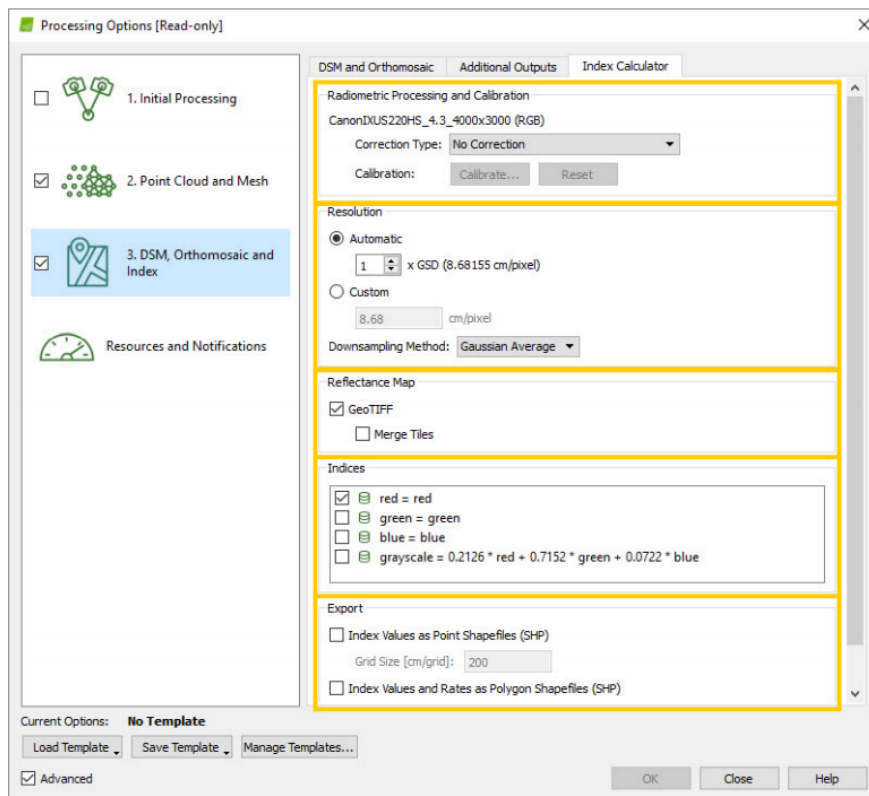 Processing Options [Read-only]
1. Initial Processing
2. Point Cloud and Mesh
3. DSM, Orthomosaic and
Index
Resources and Notifications
DSM and Orthomosaic Additional Outputs Index Calculator
Radiometric Processing and Calibration
CanonIXUS220HS_4.3_4000x3000 (RGB)
Correction Type: No Correction
Calibration: Calibrate... Reset
Resolution
Automatic
1 x GSD (8.68155 cm/pixel)
Custom
8.68 cm/pixel
Downsampling Method: Gaussian Average
Reflectance Map
GeoTIFF
Merge Tiles
Indices
red = red
green = green
blue = blue
grayscale = 0.2126 * red + 0.7152 * green + 0.0722 * blue
Export
Index Values as Point Shapefiles (SHP)
Grid Size [cm/grid]: 200
Index Values and Rates as Polygon Shapefiles (SHP)
Current Options: No Template
Load Template Save Template Manage Templates...
Advanced OK Close Help